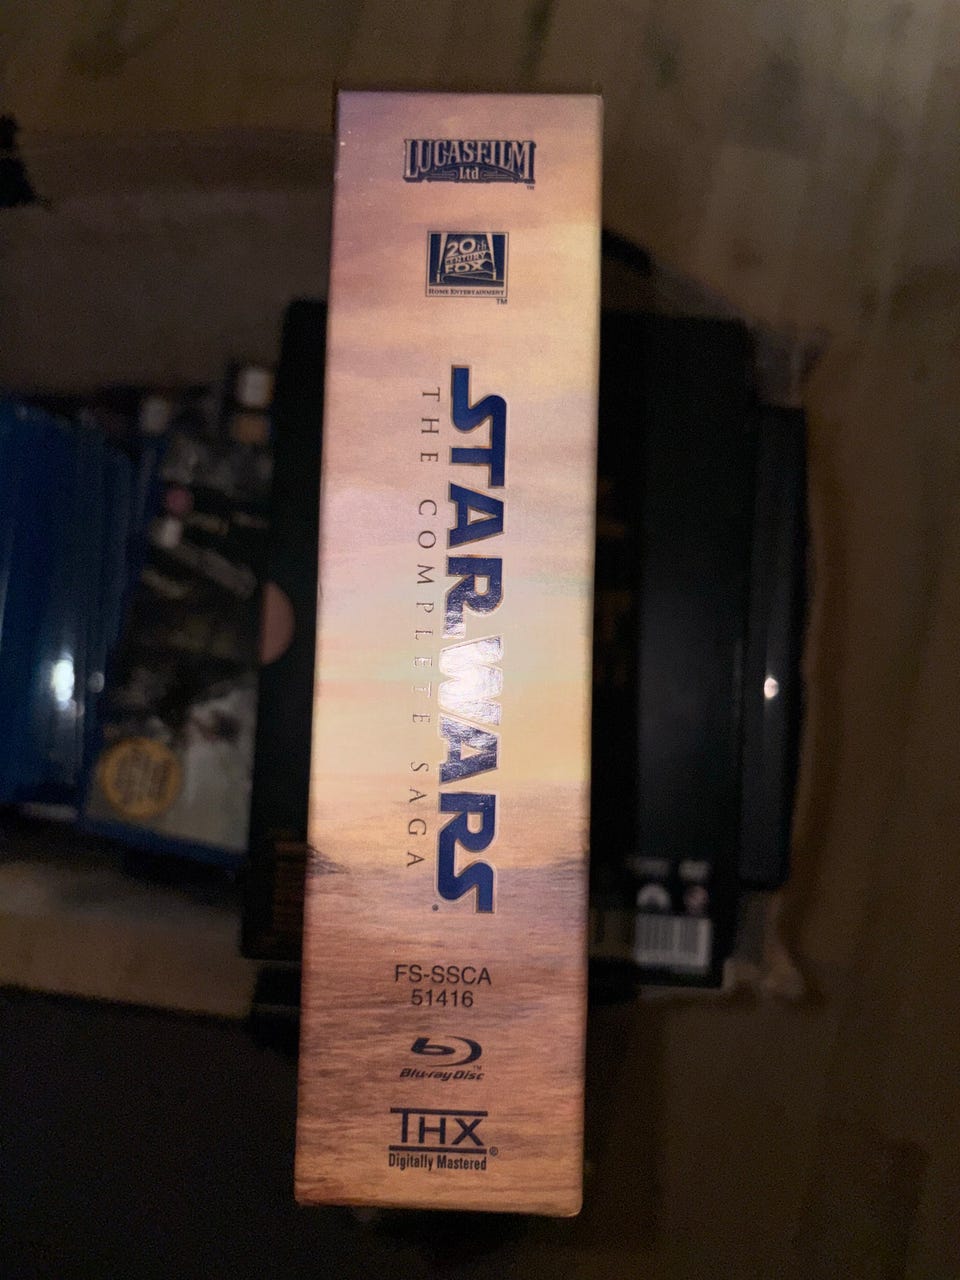 LUCASFILM
Ltd
TM
20th
CENTURY
FOX
HOME ENTERTAINMENT
TM
STAR WARS
THE COMPLETE SAGA
FS-SSCA
51416
Blu-ray Disc
TM
THX
®
Digitally Mastered